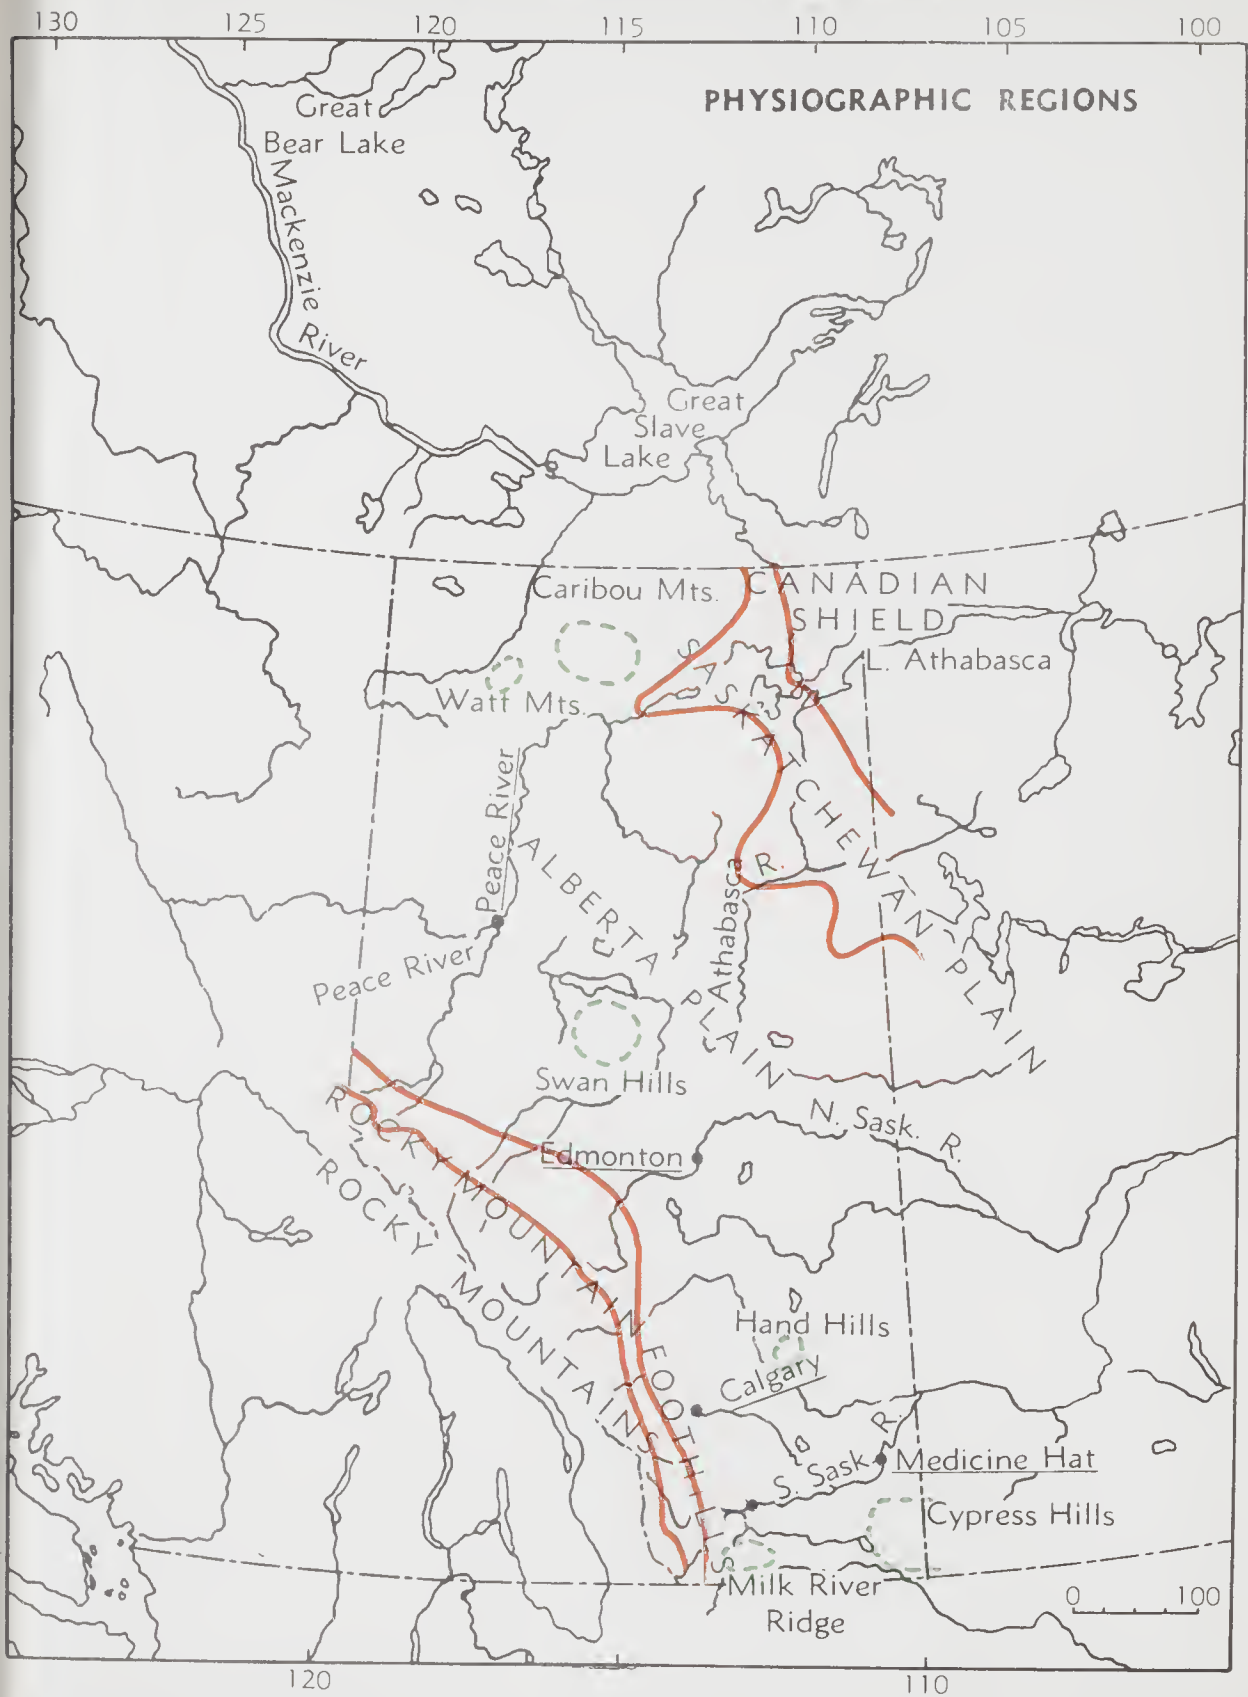 130 125 120 115 110 105 100
PHYSIOGRAPHIC REGIONS
Great
Bear Lake
Mackenzie
River
Great
Slave
Lake
Caribou Mts.
CANADIAN
SHIELD
L. Athabasca
Watt Mts.
SASKATCHEWAN PLAIN
Peace River
ALBERTA PLAIN
Athabasca R.
Peace River
Swan Hills
N. Sask. R.
ROCKY MOUNTAIN FOOTHILLS
Edmonton
ROCKY MOUNTAINS
Hand Hills
Calgary
S. Sask. R.
Medicine Hat
Cypress Hills
Milk River
Ridge
0 100
120 110